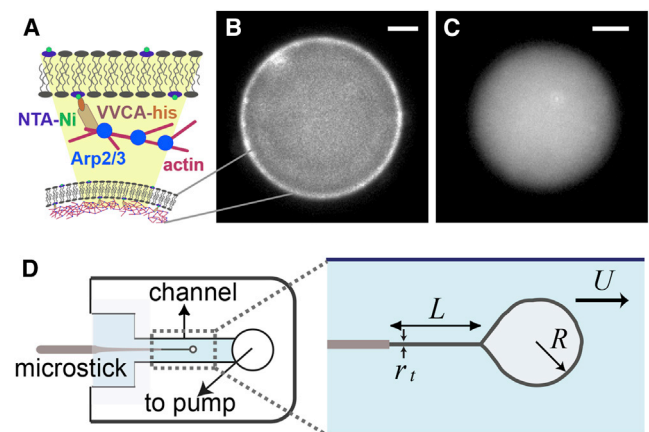 A
B
C
NTA-Ni
VVCA-his
Arp2/3
actin
D
channel
microstick
to pump
L
U
R
r t